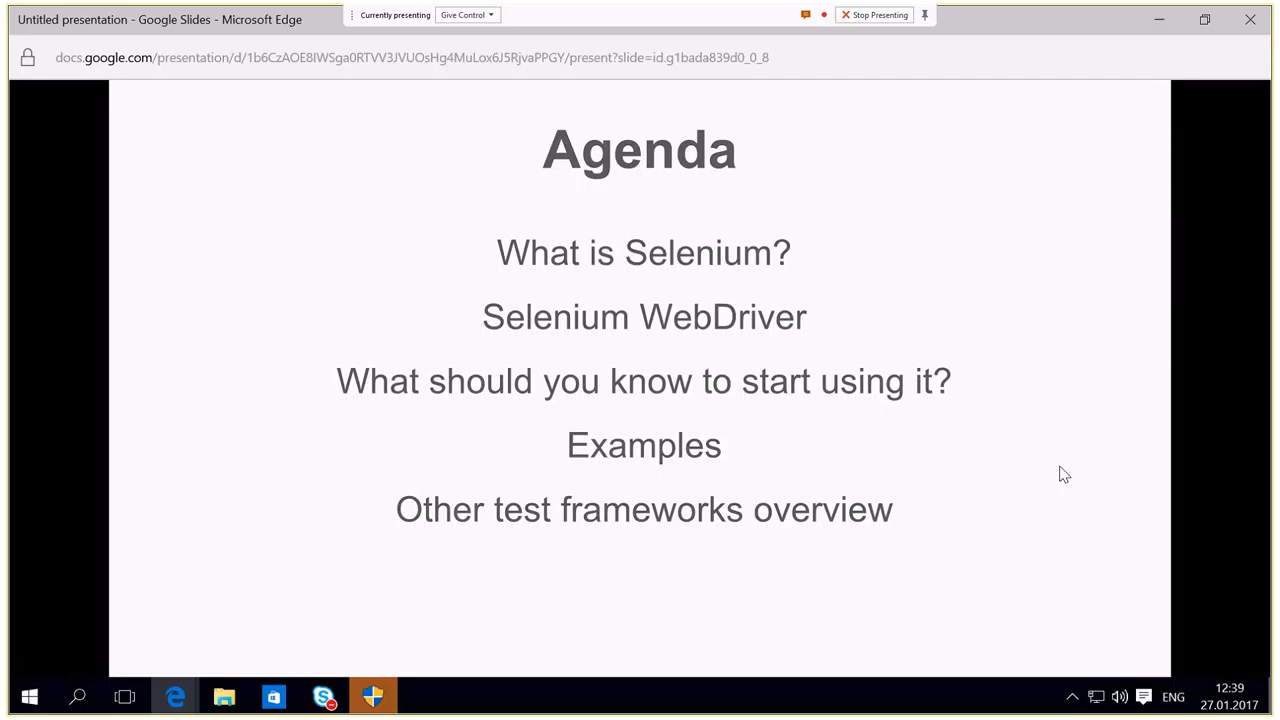 Untitled presentation - Google Slides - Microsoft Edge
Currently presenting
Give Control
Stop Presenting
docs.google.com/presentation/d/1b6CzAOE8IWSga0RTVV3JVUOsHg4MuLox6J5RjvaPPGY/present?slide=id.g1bada839d0_0_8
Agenda
What is Selenium?
Selenium WebDriver
What should you know to start using it?
Examples
Other test frameworks overview
ENG
12:39
27.01.2017